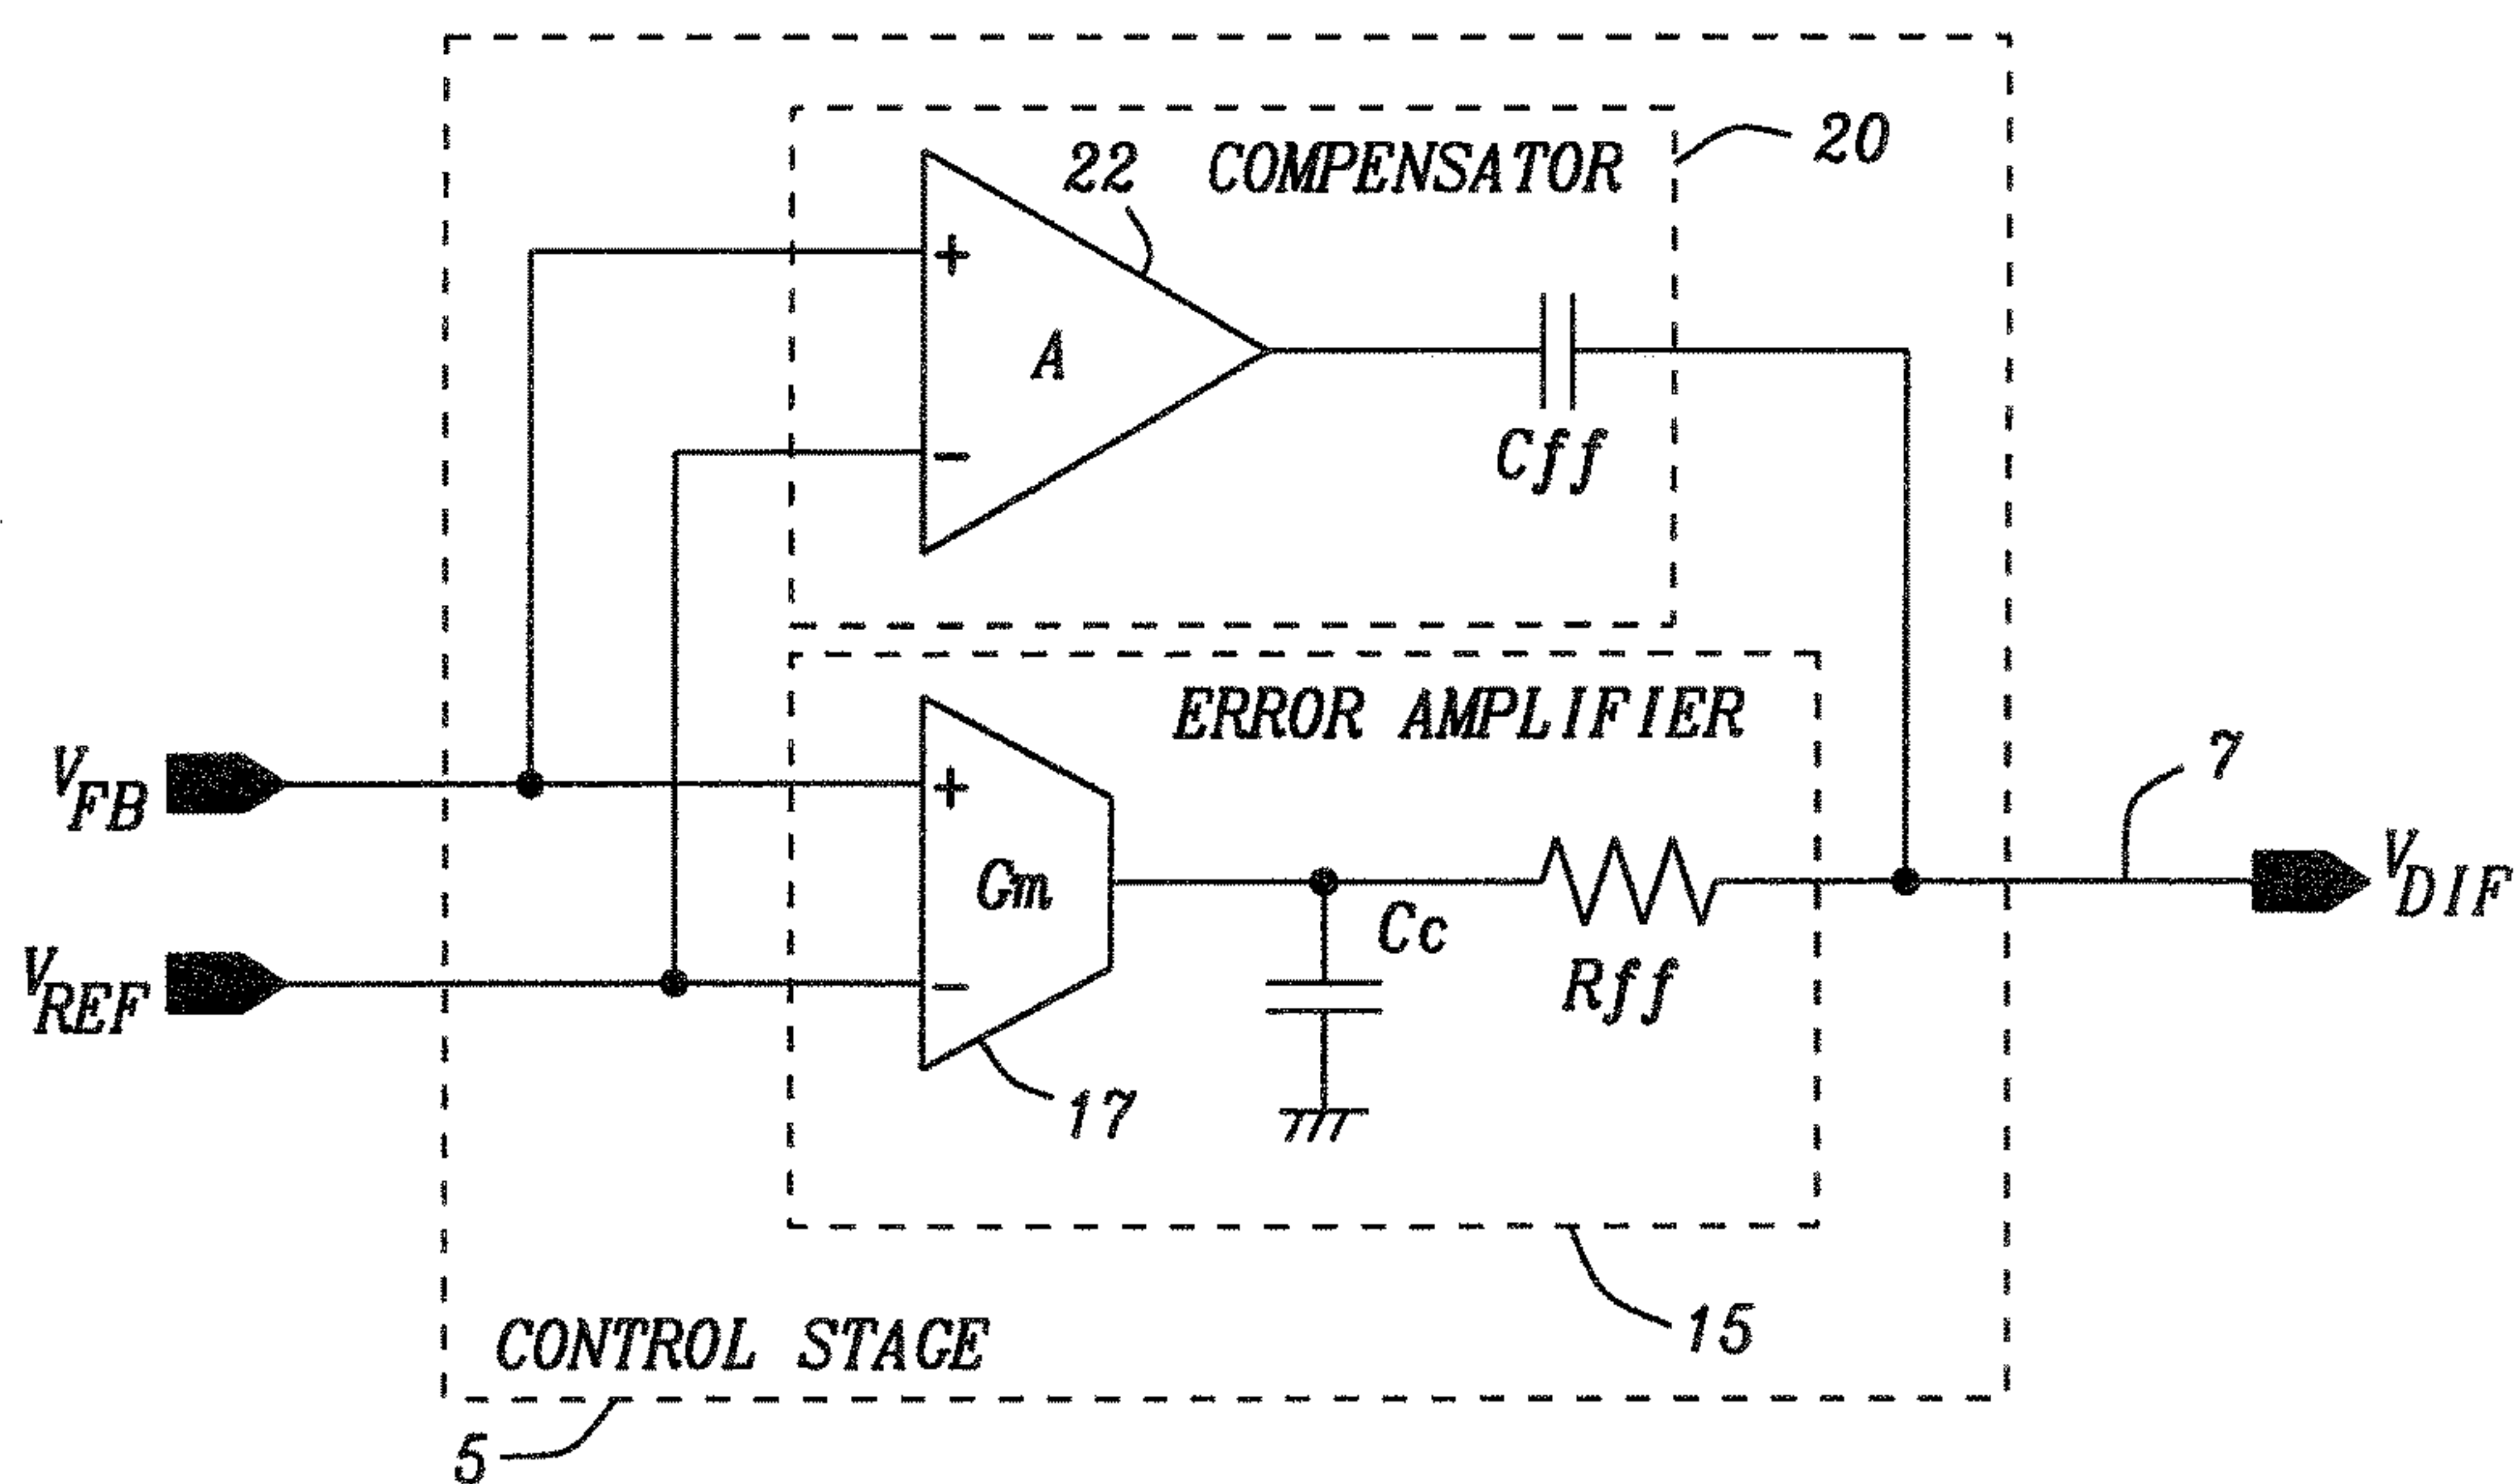 20
22 COMPENSATOR
+
A
−
Cff
ERROR AMPLIFIER
7
VFB
+
Gm
VDIF
Cc
VREF
−
Rff
17
15
CONTROL STAGE
5